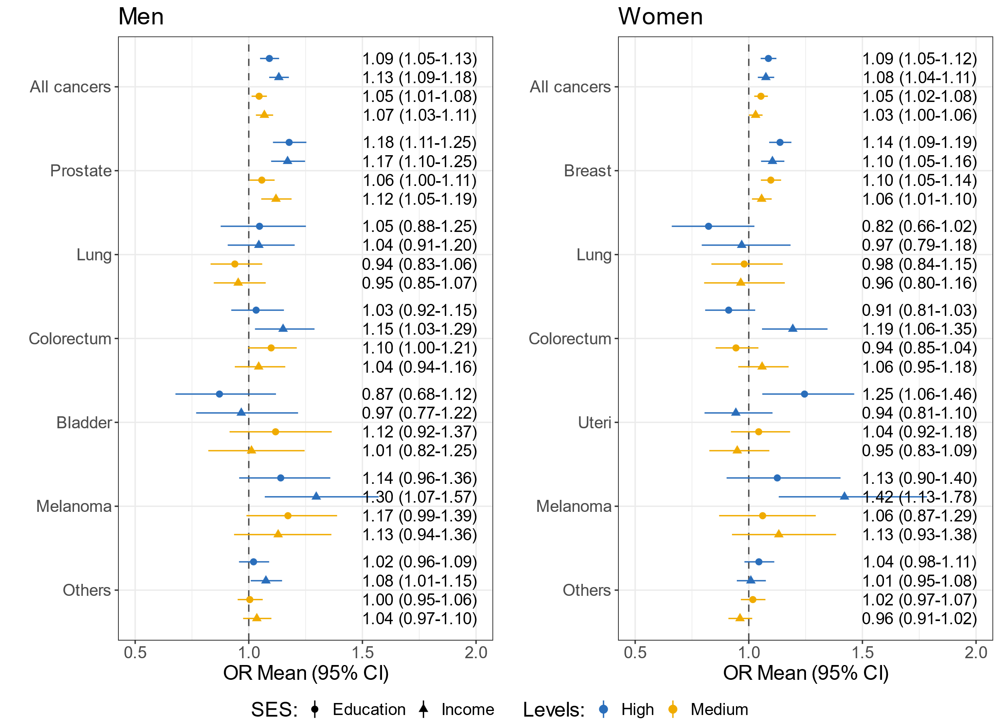 Men
All cancers
1.09 (1.05-1.13)
1.13 (1.09-1.18)
1.05 (1.01-1.08)
1.07 (1.03-1.11)
Prostate
1.18 (1.11-1.25)
1.17 (1.10-1.25)
1.06 (1.00-1.11)
1.12 (1.05-1.19)
Lung
1.05 (0.88-1.25)
1.04 (0.91-1.20)
0.94 (0.83-1.06)
0.95 (0.85-1.07)
Colorectum
1.03 (0.92-1.15)
1.15 (1.03-1.29)
1.10 (1.00-1.21)
1.04 (0.94-1.16)
Bladder
0.87 (0.68-1.12)
0.97 (0.77-1.22)
1.12 (0.92-1.37)
1.01 (0.82-1.25)
Melanoma
1.14 (0.96-1.36)
1.30 (1.07-1.57)
1.17 (0.99-1.39)
1.13 (0.94-1.36)
Others
1.02 (0.96-1.09)
1.08 (1.01-1.15)
1.00 (0.95-1.06)
1.04 (0.97-1.10)
0.5 1.0 1.5 2.0
OR Mean (95% CI)
Women
All cancers
1.09 (1.05-1.12)
1.08 (1.04-1.11)
1.05 (1.02-1.08)
1.03 (1.00-1.06)
Breast
1.14 (1.09-1.19)
1.10 (1.05-1.16)
1.10 (1.05-1.14)
1.06 (1.01-1.10)
Lung
0.82 (0.66-1.02)
0.97 (0.79-1.18)
0.98 (0.84-1.15)
0.96 (0.80-1.16)
Colorectum
0.91 (0.81-1.03)
1.19 (1.06-1.35)
0.94 (0.85-1.04)
1.06 (0.95-1.18)
Uteri
1.25 (1.06-1.46)
0.94 (0.81-1.10)
1.04 (0.92-1.18)
0.95 (0.83-1.09)
Melanoma
1.13 (0.90-1.40)
1.42 (1.13-1.78)
1.06 (0.87-1.29)
1.13 (0.93-1.38)
Others
1.04 (0.98-1.11)
1.01 (0.95-1.08)
1.02 (0.97-1.07)
0.96 (0.91-1.02)
0.5 1.0 1.5 2.0
OR Mean (95% CI)
SES: Education Income Levels: High Medium